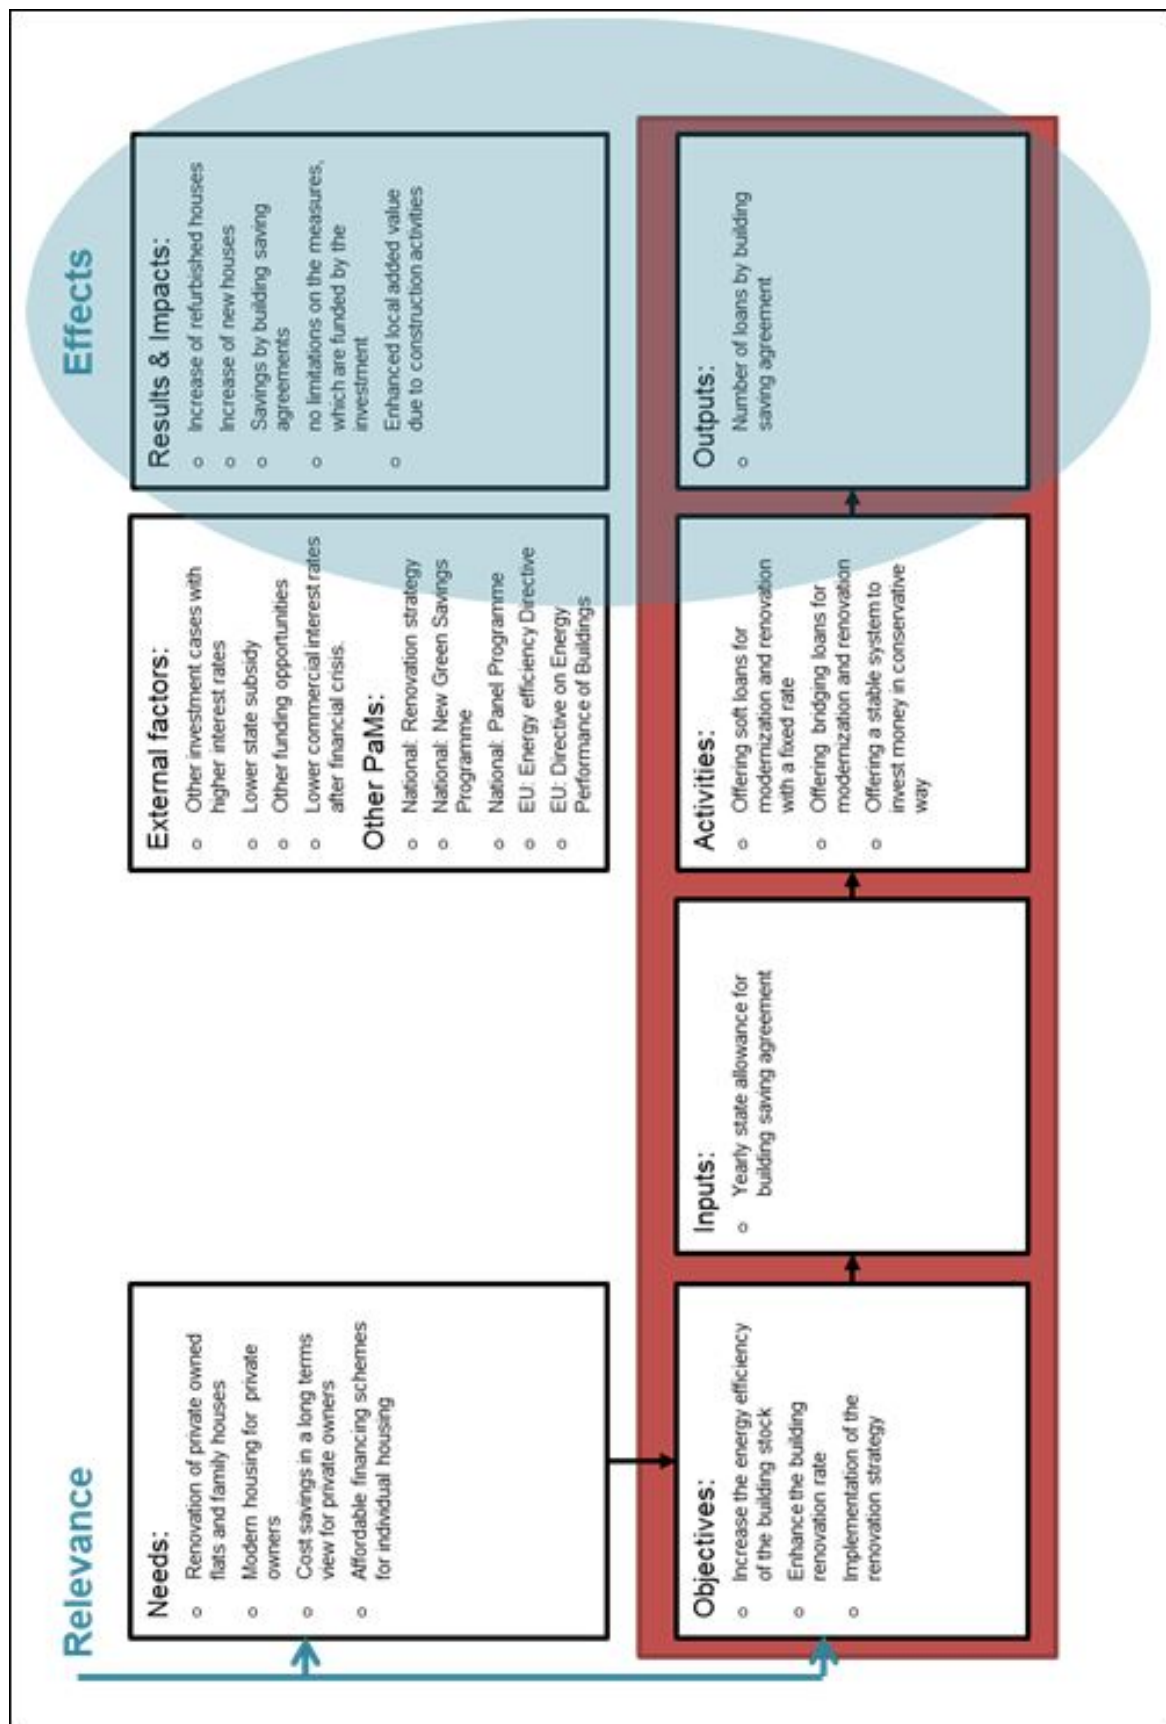 Relevance
Effects
Needs:
o Renovation of private owned
flats and family houses
o Modern housing for private
owners
o Cost savings in a long terms
view for private owners
o Affordable financing schemes
for individual housing
External factors:
o Other investment cases with
higher interest rates
o Lower state subsidy
o Other funding opportunities
o Lower commercial interest rates
after financial crisis.
Other PaMs:
o National: Renovation strategy
o National: New Green Savings
Programme
o National: Panel Programme
o EU: Energy efficiency Directive
o EU: Directive on Energy
Performance of Buildings
Results & Impacts:
o Increase of refurbished houses
o Increase of new houses
o Savings by building saving
agreements
o no limitations on the measures,
which are funded by the
investment
o Enhanced local added value
due to construction activities
Objectives:
o Increase the energy efficiency
of the building stock
o Enhance the building
renovation rate
o Implementation of the
renovation strategy
Inputs:
o Yearly state allowance for
building saving agreement
Activities:
o Offering soft loans for
modernization and renovation
with a fixed rate
o Offering bridging loans for
modernization and renovation
o Offering a stable system to
invest money in conservative
way
Outputs:
o Number of loans by building
saving agreement